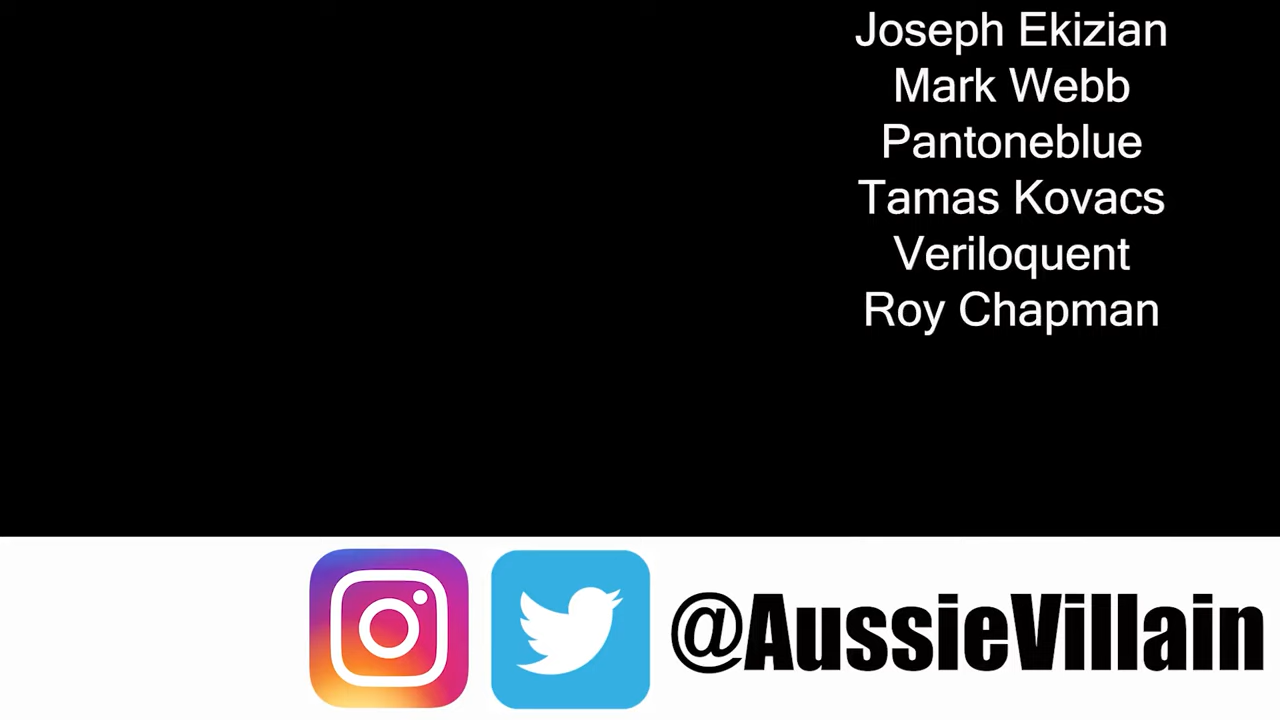 Joseph Ekizian
Mark Webb
Pantoneblue
Tamas Kovacs
Veriloquent
Roy Chapman
@AussieVillain